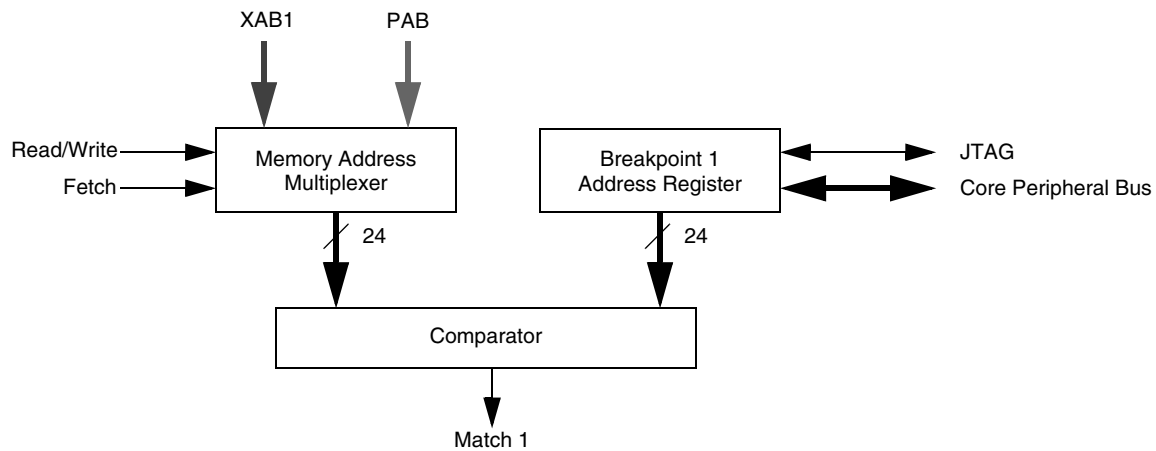 XAB1
PAB
Read/Write
Fetch
Memory Address
Multiplexer
Breakpoint 1
Address Register
JTAG
Core Peripheral Bus
24
24
Comparator
Match 1